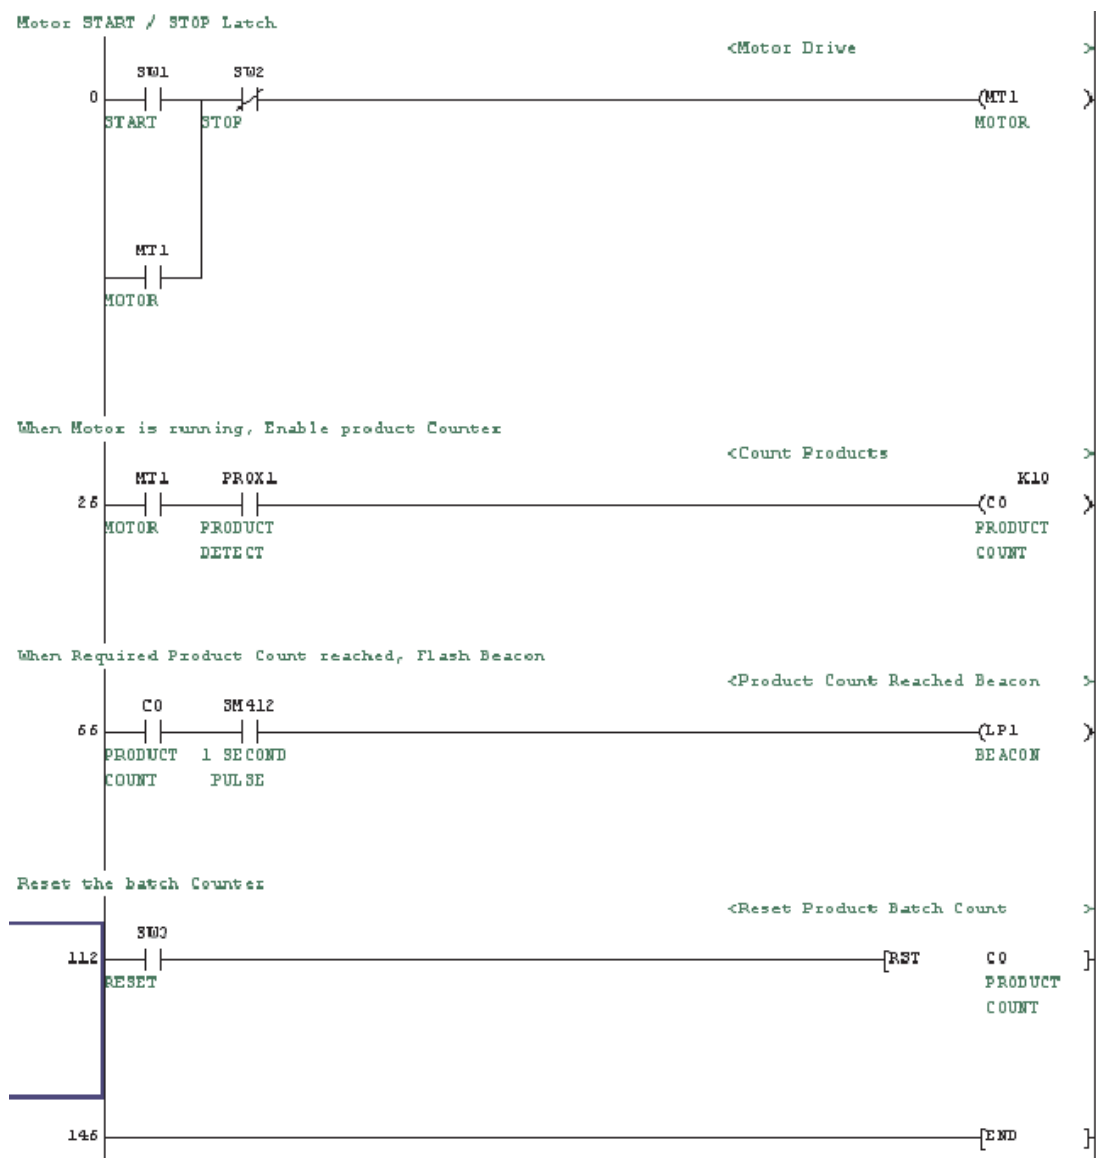 Motor START / STOP Latch
<Motor Drive >
SW1 SW2
0 (MT1 )
START STOP MOTOR
MT1
MOTOR
When Motor is running, Enable product Counter
<Count Products >
MT1 PROX1 K10
26 (C0 )
MOTOR PRODUCT PRODUCT
DETECT COUNT
When Required Product Count reached, Flash Beacon
<Product Count Reached Beacon >
C0 SM412
66 (LP1 )
PRODUCT 1 SECOND BEACON
COUNT PULSE
Reset the batch Counter
<Reset Product Batch Count >
SW3
112 [RST C0 ]
RESET PRODUCT
COUNT
146 [END ]